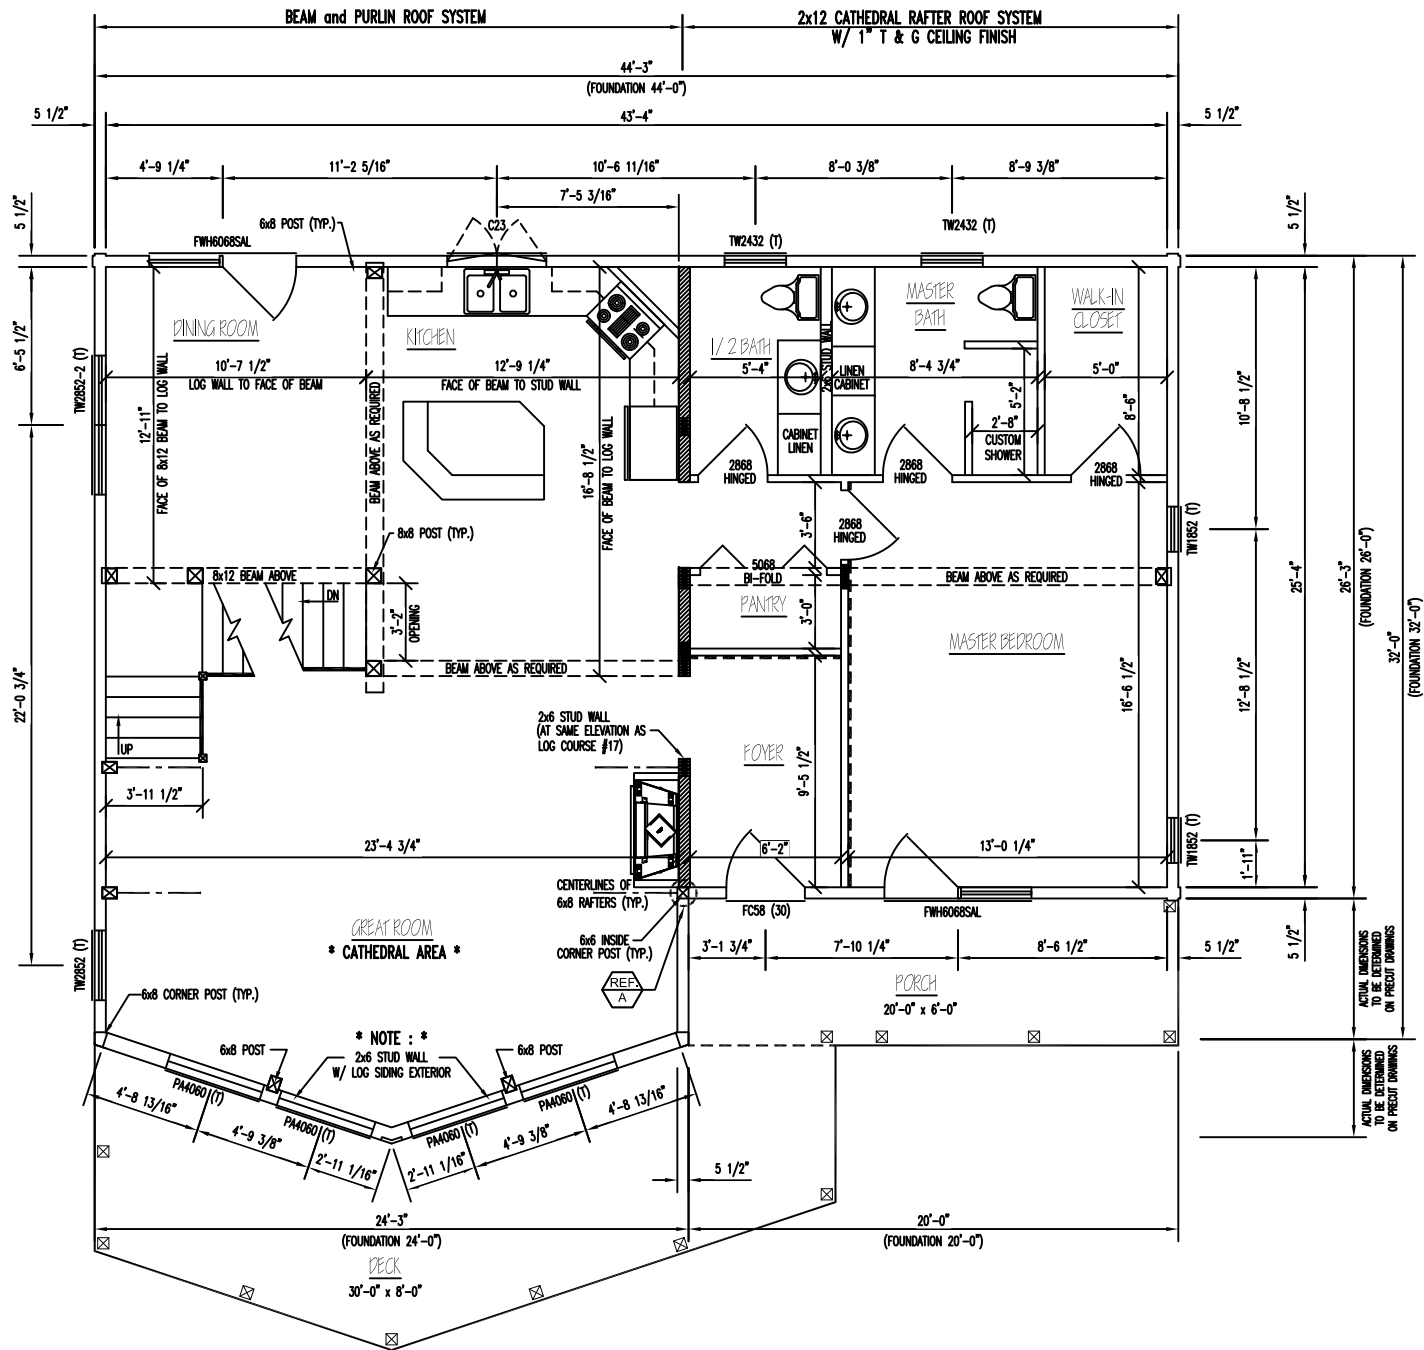 BEAM and PURLIN ROOF SYSTEM
2x12 CATHEDRAL RAFTER ROOF SYSTEM
W/ 1" T & G CEILING FINISH
44'-3"
(FOUNDATION 44'-0")
5 1/2"
43'-4"
5 1/2"
4'-9 1/4"
11'-2 5/16"
10'-6 11/16"
8'-0 3/8"
8'-9 3/8"
7'-5 3/16"
5 1/2"
6x8 POST (TYP.)
C23
TW2432 (T)
TW2432 (T)
5 1/2"
FWH6068SAL
DINING ROOM
KITCHEN
1/2 BATH
MASTER
BATH
WALK-IN
CLOSET
6'-5 1/2"
TW2852-2 (T)
10'-7 1/2"
LOG WALL TO FACE OF BEAM
12'-9 1/4"
FACE OF BEAM TO STUD WALL
5'-4"
2x6 STUD WALL
LINEN
CABINET
8'-4 3/4"
5'-0"
5'-2"
8'-6"
10'-8 1/2"
12'-11"
FACE OF 8x12 BEAM TO LOG WALL
BEAM ABOVE AS REQUIRED
16'-8 1/2"
FACE OF BEAM TO LOG WALL
CABINET
LINEN
2'-8"
CUSTOM
SHOWER
2868
HINGED
2868
HINGED
2868
HINGED
2868
HINGED
3'-6"
8x8 POST (TYP.)
TW1852 (T)
8x12 BEAM ABOVE
DN
3'-2"
OPENING
5068
BI-FOLD
PANTRY
3'-0"
BEAM ABOVE AS REQUIRED
MASTER BEDROOM
25'-4"
26'-3"
(FOUNDATION 26'-0")
32'-0"
(FOUNDATION 32'-0")
BEAM ABOVE AS REQUIRED
22'-0 3/4"
16'-6 1/2"
12'-8 1/2"
2x6 STUD WALL
(AT SAME ELEVATION AS
LOG COURSE #17)
UP
FOYER
9'-5 1/2"
3'-11 1/2"
TW1852 (T)
23'-4 3/4"
6'-2"
13'-0 1/4"
1'-11"
CENTERLINES OF
6x8 RAFTERS (TYP.)
FC58 (30)
FWH6068SAL
GREAT ROOM
* CATHEDRAL AREA *
6x6 INSIDE
CORNER POST (TYP.)
3'-1 3/4"
7'-10 1/4"
8'-6 1/2"
5 1/2"
5 1/2"
TW2852 (T)
REF.
A
PORCH
20'-0" x 6'-0"
ACTUAL DIMENSIONS
TO BE DETERMINED
ON PRECUT DRAWINGS
6x8 CORNER POST (TYP.)
* NOTE : *
2x6 STUD WALL
W/ LOG SIDING EXTERIOR
6x8 POST
6x8 POST
ACTUAL DIMENSIONS
TO BE DETERMINED
ON PRECUT DRAWINGS
PA4060 (T)
PA4060 (T)
PA4060 (T)
PA4060 (T)
4'-8 13/16"
4'-9 3/8"
2'-11 1/16"
2'-11 1/16"
4'-9 3/8"
4'-8 13/16"
5 1/2"
24'-3"
(FOUNDATION 24'-0")
20'-0"
(FOUNDATION 20'-0")
DECK
30'-0" x 8'-0"